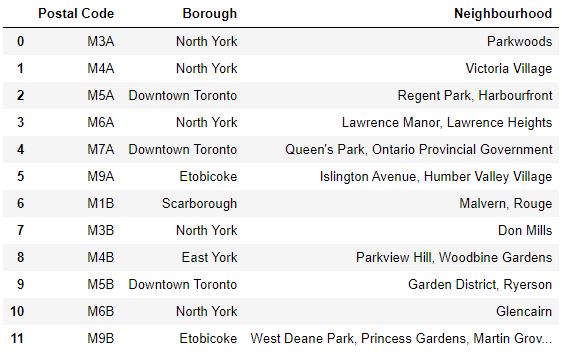 Postal Code Borough Neighbourhood
0 M3A North York Parkwoods
1 M4A North York Victoria Village
2 M5A Downtown Toronto Regent Park, Harbourfront
3 M6A North York Lawrence Manor, Lawrence Heights
4 M7A Downtown Toronto Queen's Park, Ontario Provincial Government
5 M9A Etobicoke Islington Avenue, Humber Valley Village
6 M1B Scarborough Malvern, Rouge
7 M3B North York Don Mills
8 M4B East York Parkview Hill, Woodbine Gardens
9 M5B Downtown Toronto Garden District, Ryerson
10 M6B North York Glencairn
11 M9B Etobicoke West Deane Park, Princess Gardens, Martin Grov...